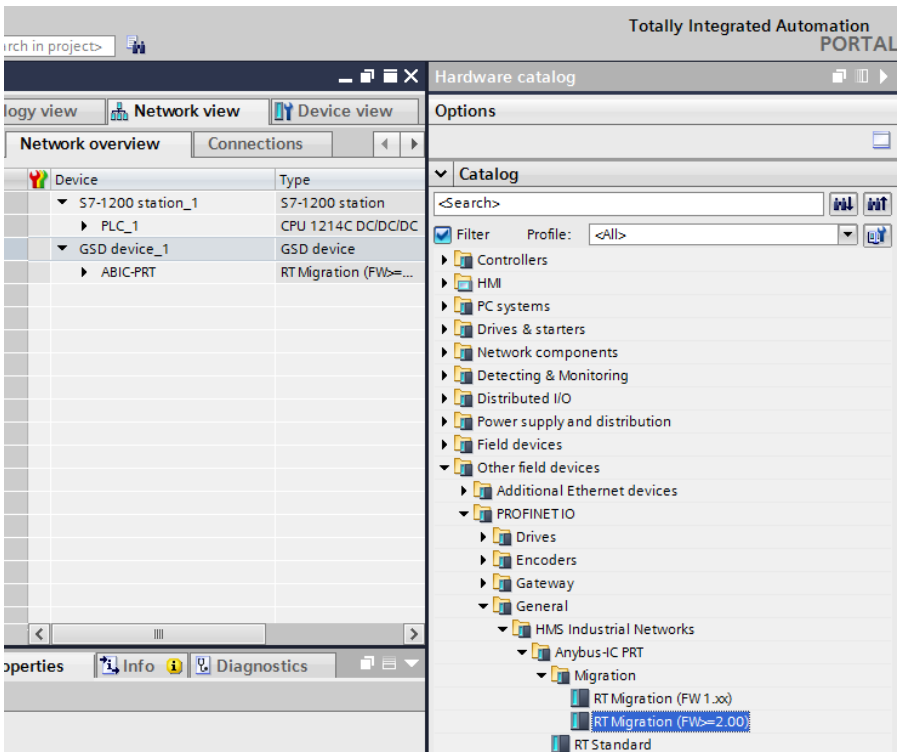 Totally Integrated Automation
PORTAL
arch in project>
Hardware catalog
logy view
Network view
Device view
Options
Network overview
Connections
Device
Type
Catalog
S7-1200 station_1
S7-1200 station
<Search>
PLC_1
CPU 1214C DC/DC/DC
Filter
Profile:
<All>
GSD device_1
GSD device
ABIC-PRT
RT Migration (FW>=...
Controllers
HMI
PC systems
Drives & starters
Network components
Detecting & Monitoring
Distributed I/O
Power supply and distribution
Field devices
Other field devices
Additional Ethernet devices
PROFINET IO
Drives
Encoders
Gateway
General
HMS Industrial Networks
Anybus-IC PRT
Migration
RT Migration (FW 1.xx)
RT Migration (FW>=2.00)
RT Standard
operties
Info
Diagnostics